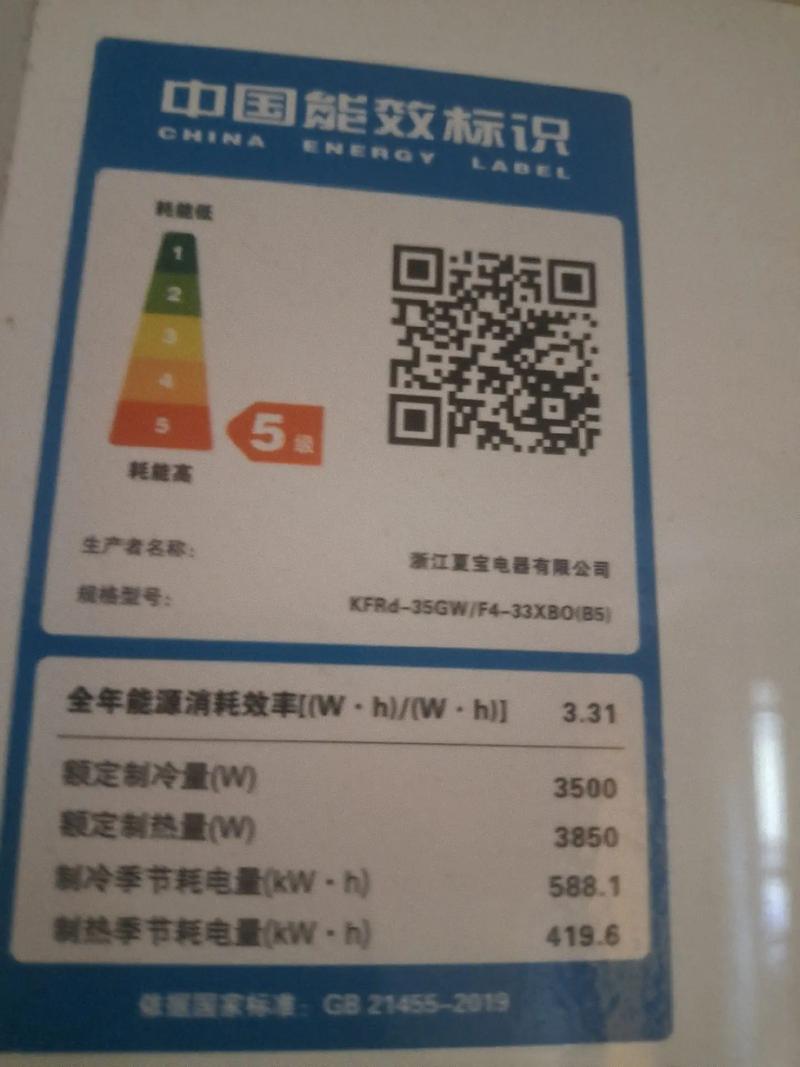 中国能效标识
CHINA ENERGY LABEL
耗能低
1
2
3
4
5
5级
耗能高
生产者名称: 浙江夏宝电器有限公司
规格型号: KFRd-35GW/F4-33XBO(B5)
全年能源消耗效率[(W·h)/(W·h)] 3.31
额定制冷量(W) 3500
额定制热量(W) 3850
制冷季节耗电量(kW·h) 588.1
制热季节耗电量(kW·h) 419.6
依据国家标准: GB 21455-2019